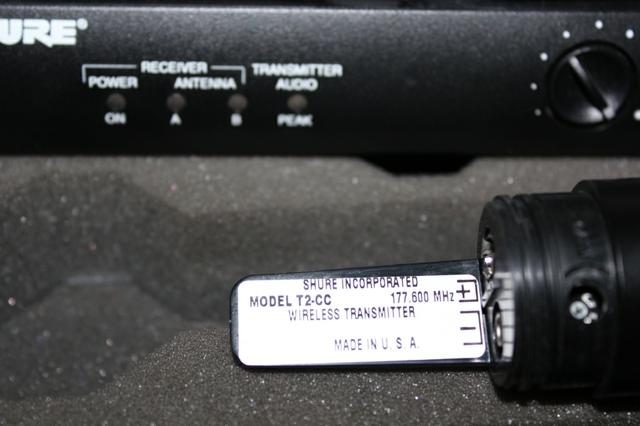 URE®
RECEIVER TRANSMITTER
POWER ANTENNA AUDIO
ON A B PEAK
SHURE INCORPORATED
MODEL T2-CC 177.600 MHz +
WIRELESS TRANSMITTER
−
MADE IN U. S. A.